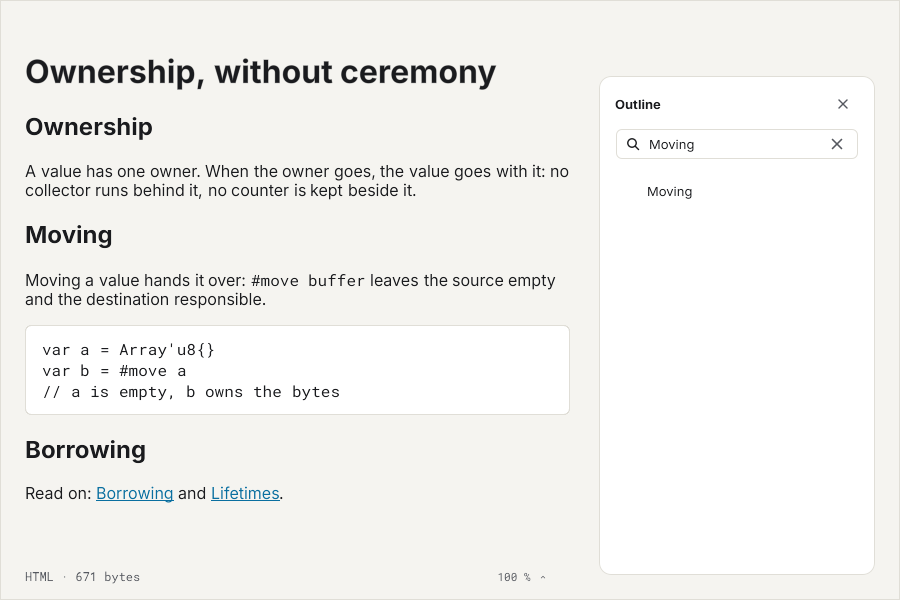 Ownership, without ceremony
Ownership
A value has one owner. When the owner goes, the value goes with it: no
collector runs behind it, no counter is kept beside it.
Moving
Moving a value hands it over: #move buffer leaves the source empty
and the destination responsible.
var a = Array'u8{}
var b = #move a
// a is empty, b owns the bytes
Borrowing
Read on: Borrowing and Lifetimes.
HTML · 671 bytes
100 %
Outline
Moving
Moving